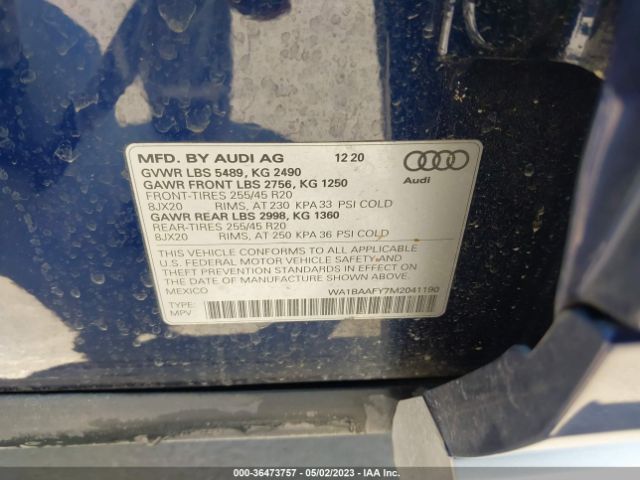 MFD. BY AUDI AG 12 20
GVWR LBS 5489, KG 2490
GAWR FRONT LBS 2756, KG 1250
FRONT-TIRES 255/45 R20
8JX20 RIMS, AT 230 KPA 33 PSI COLD
GAWR REAR LBS 2998, KG 1360
REAR-TIRES 255/45 R20
8JX20 RIMS, AT 250 KPA 36 PSI COLD
Audi
THIS VEHICLE CONFORMS TO ALL APPLICABLE
U.S. FEDERAL MOTOR VEHICLE SAFETY AND
THEFT PREVENTION STANDARDS IN EFFECT ON
THE DATE OF MANUFACTURE SHOWN ABOVE.
MEXICO WA1BAAFY7M2041190
TYPE:
MPV
000-36473757 - 05/02/2023 - IAA Inc.